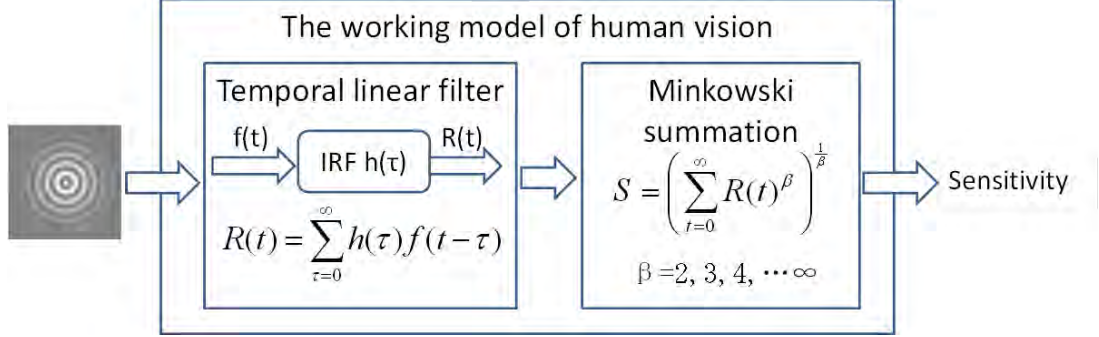 The working model of human vision
Temporal linear filter
f(t)
IRF h(τ)
R(t)
R(t) = ∑_{τ=0}^{∞} h(τ) f(t − τ)
Minkowski
summation
S = (∑_{t=0}^{∞} R(t)^β)^{1/β}
β =2, 3, 4, ⋯ ∞
Sensitivity